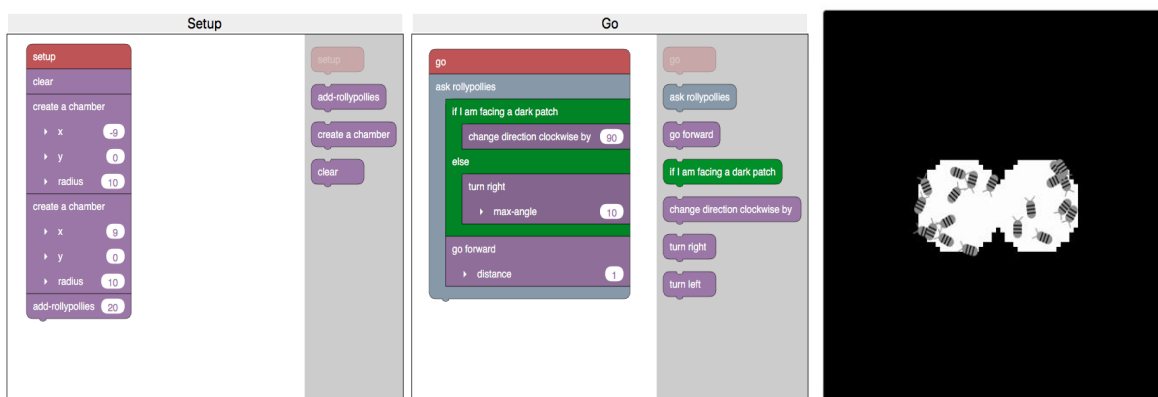 Setup
setup
clear
create a chamber
x -9
y 0
radius 10
create a chamber
x 9
y 0
radius 10
add-rollypollies 20
setup
add-rollypollies
create a chamber
clear
Go
go
ask rollypollies
if I am facing a dark patch
change direction clockwise by 90
else
turn right
max-angle 10
go forward
distance 1
go
ask rollypollies
go forward
if I am facing a dark patch
change direction clockwise by
turn right
turn left